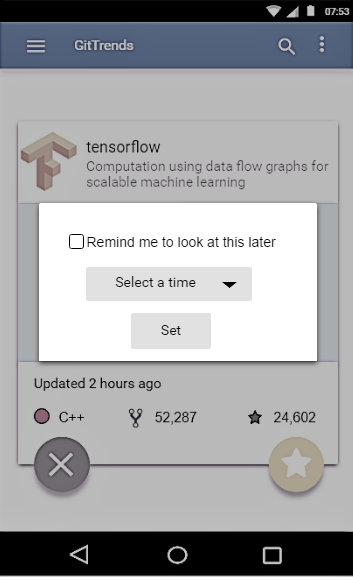 07:53
GitTrends
tensorflow
Computation using data flow graphs for
scalable machine learning
Remind me to look at this later
Select a time
Set
Updated 2 hours ago
C++ 52,287 24,602